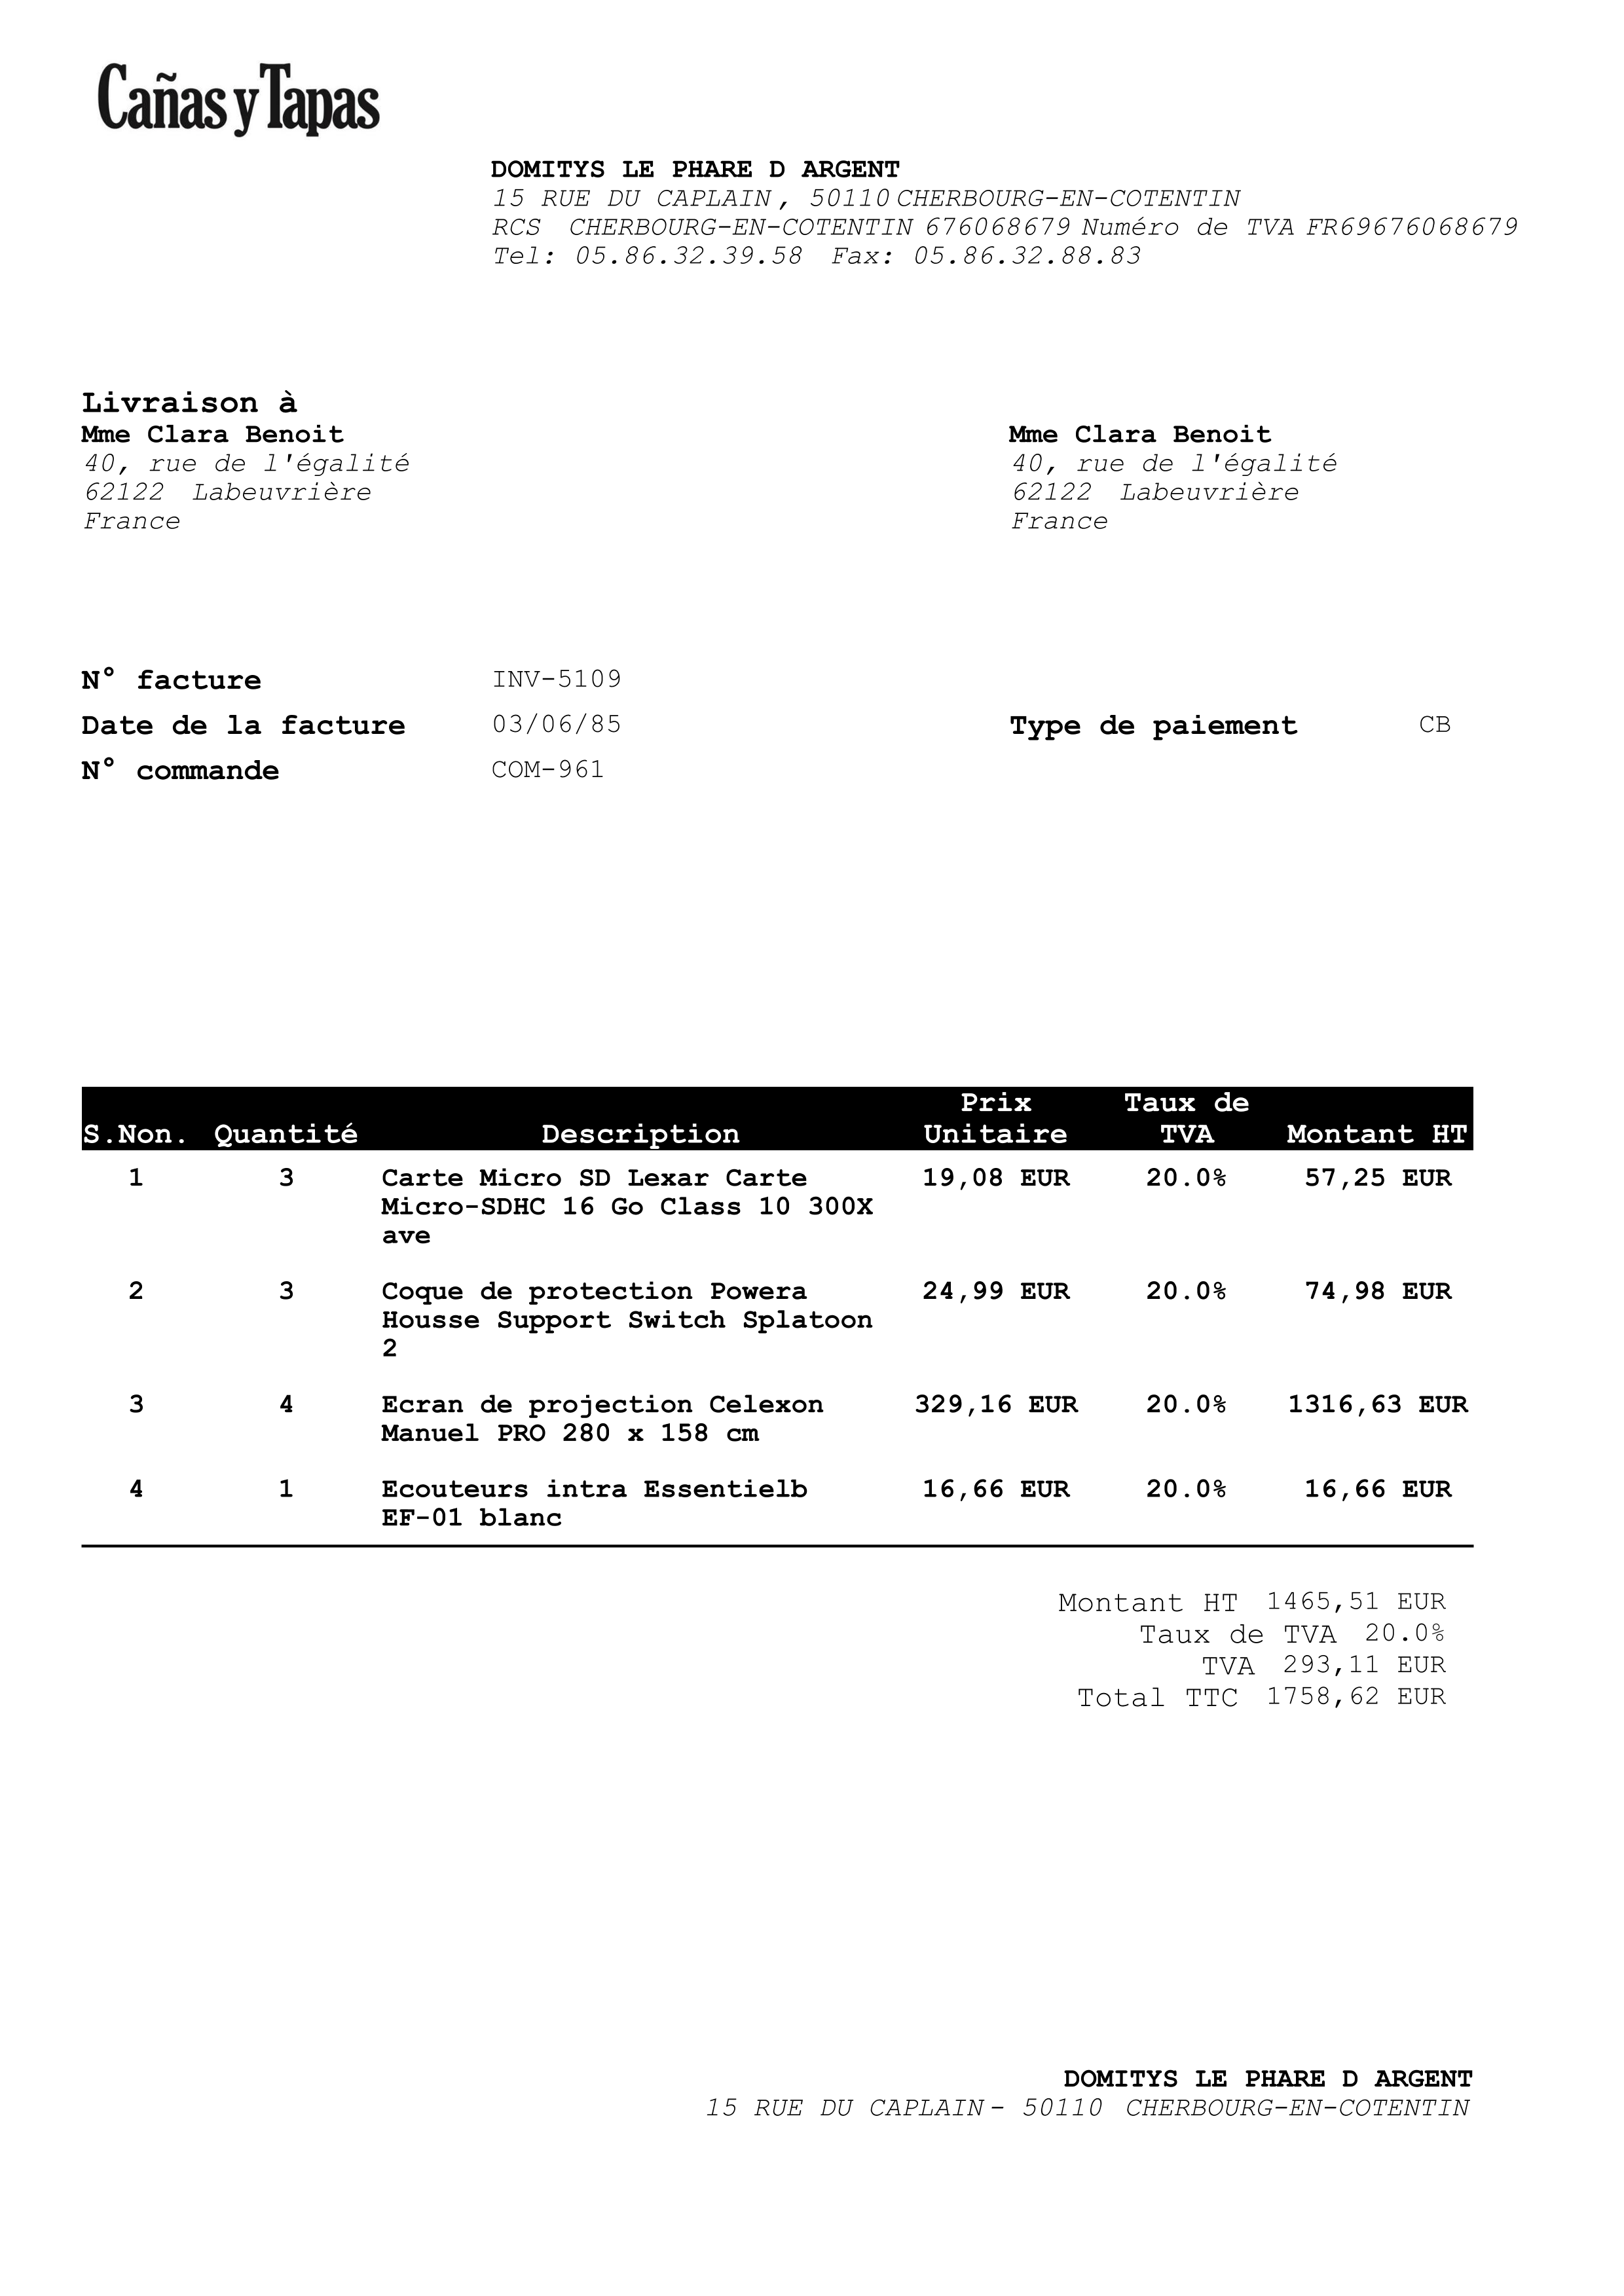 Cañas y Tapas
DOMITYS LE PHARE D ARGENT
15 RUE DU CAPLAIN , 50110 CHERBOURG-EN-COTENTIN
RCS CHERBOURG-EN-COTENTIN 676068679 Numéro de TVA FR69676068679
Tel: 05.86.32.39.58 Fax: 05.86.32.88.83
Livraison à
Mme Clara Benoit Mme Clara Benoit
40, rue de l'égalité 40, rue de l'égalité
62122 Labeuvrière 62122 Labeuvrière
France France
N° facture INV-5109
Date de la facture 03/06/85 Type de paiement CB
N° commande COM-961
Prix Taux de
S.Non. Quantité Description Unitaire TVA Montant HT
1 3 Carte Micro SD Lexar Carte 19,08 EUR 20.0% 57,25 EUR
Micro-SDHC 16 Go Class 10 300X
ave
2 3 Coque de protection Powera 24,99 EUR 20.0% 74,98 EUR
Housse Support Switch Splatoon
2
3 4 Ecran de projection Celexon 329,16 EUR 20.0% 1316,63 EUR
Manuel PRO 280 x 158 cm
4 1 Ecouteurs intra Essentielb 16,66 EUR 20.0% 16,66 EUR
EF-01 blanc
Montant HT 1465,51 EUR
Taux de TVA 20.0%
TVA 293,11 EUR
Total TTC 1758,62 EUR
DOMITYS LE PHARE D ARGENT
15 RUE DU CAPLAIN - 50110 CHERBOURG-EN-COTENTIN